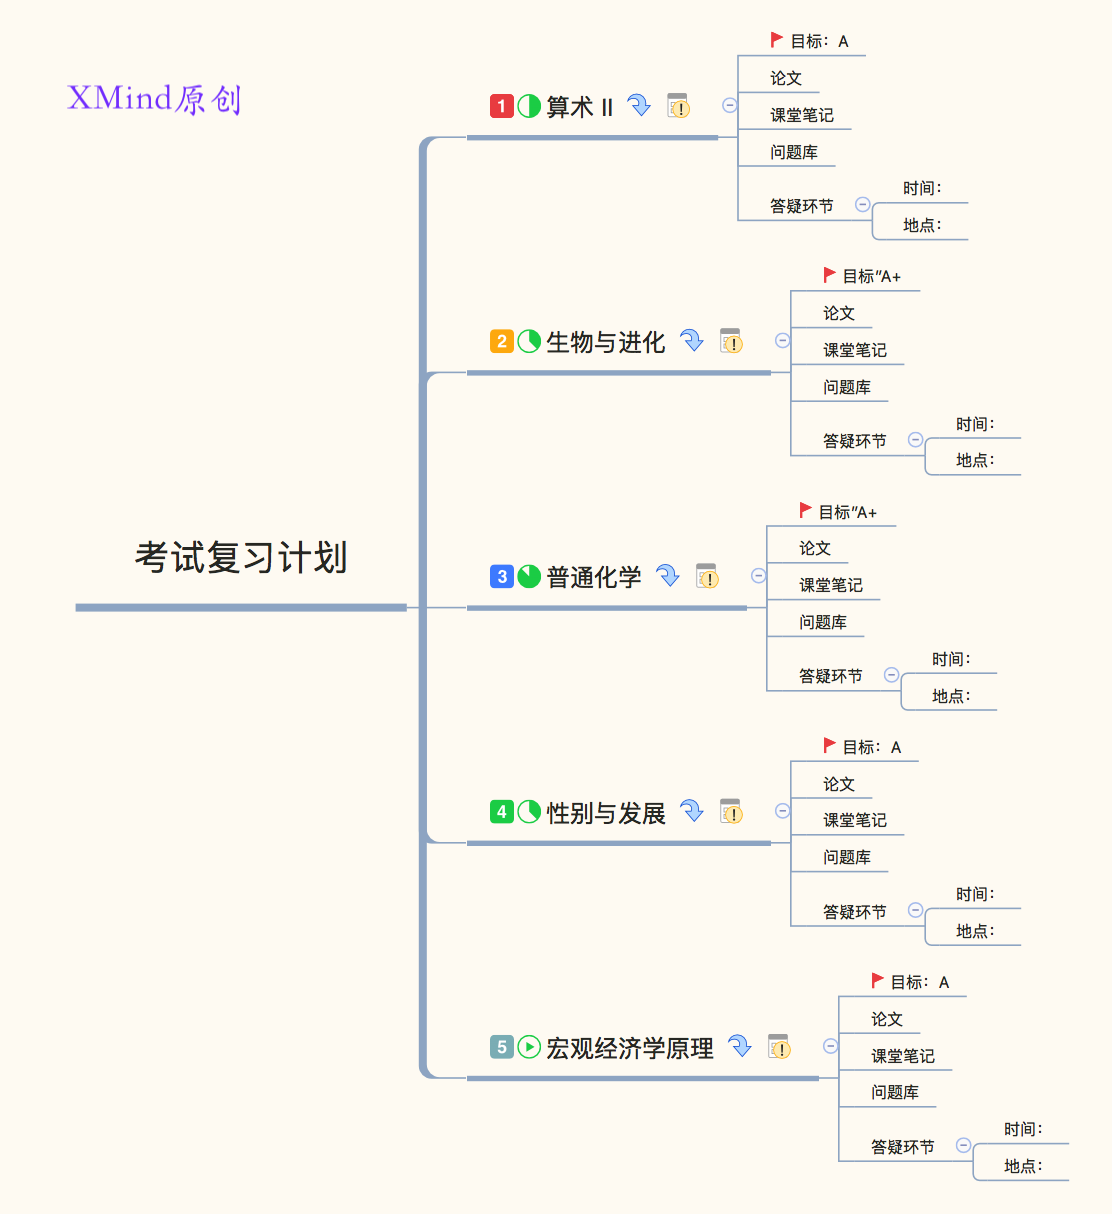 XMind原创
考试复习计划
1 算术 II
目标：A
论文
课堂笔记
问题库
答疑环节
时间：
地点：
2 生物与进化
目标"A+
论文
课堂笔记
问题库
答疑环节
时间：
地点：
3 普通化学
目标"A+
论文
课堂笔记
问题库
答疑环节
时间：
地点：
4 性别与发展
目标：A
论文
课堂笔记
问题库
答疑环节
时间：
地点：
5 宏观经济学原理
目标：A
论文
课堂笔记
问题库
答疑环节
时间：
地点：